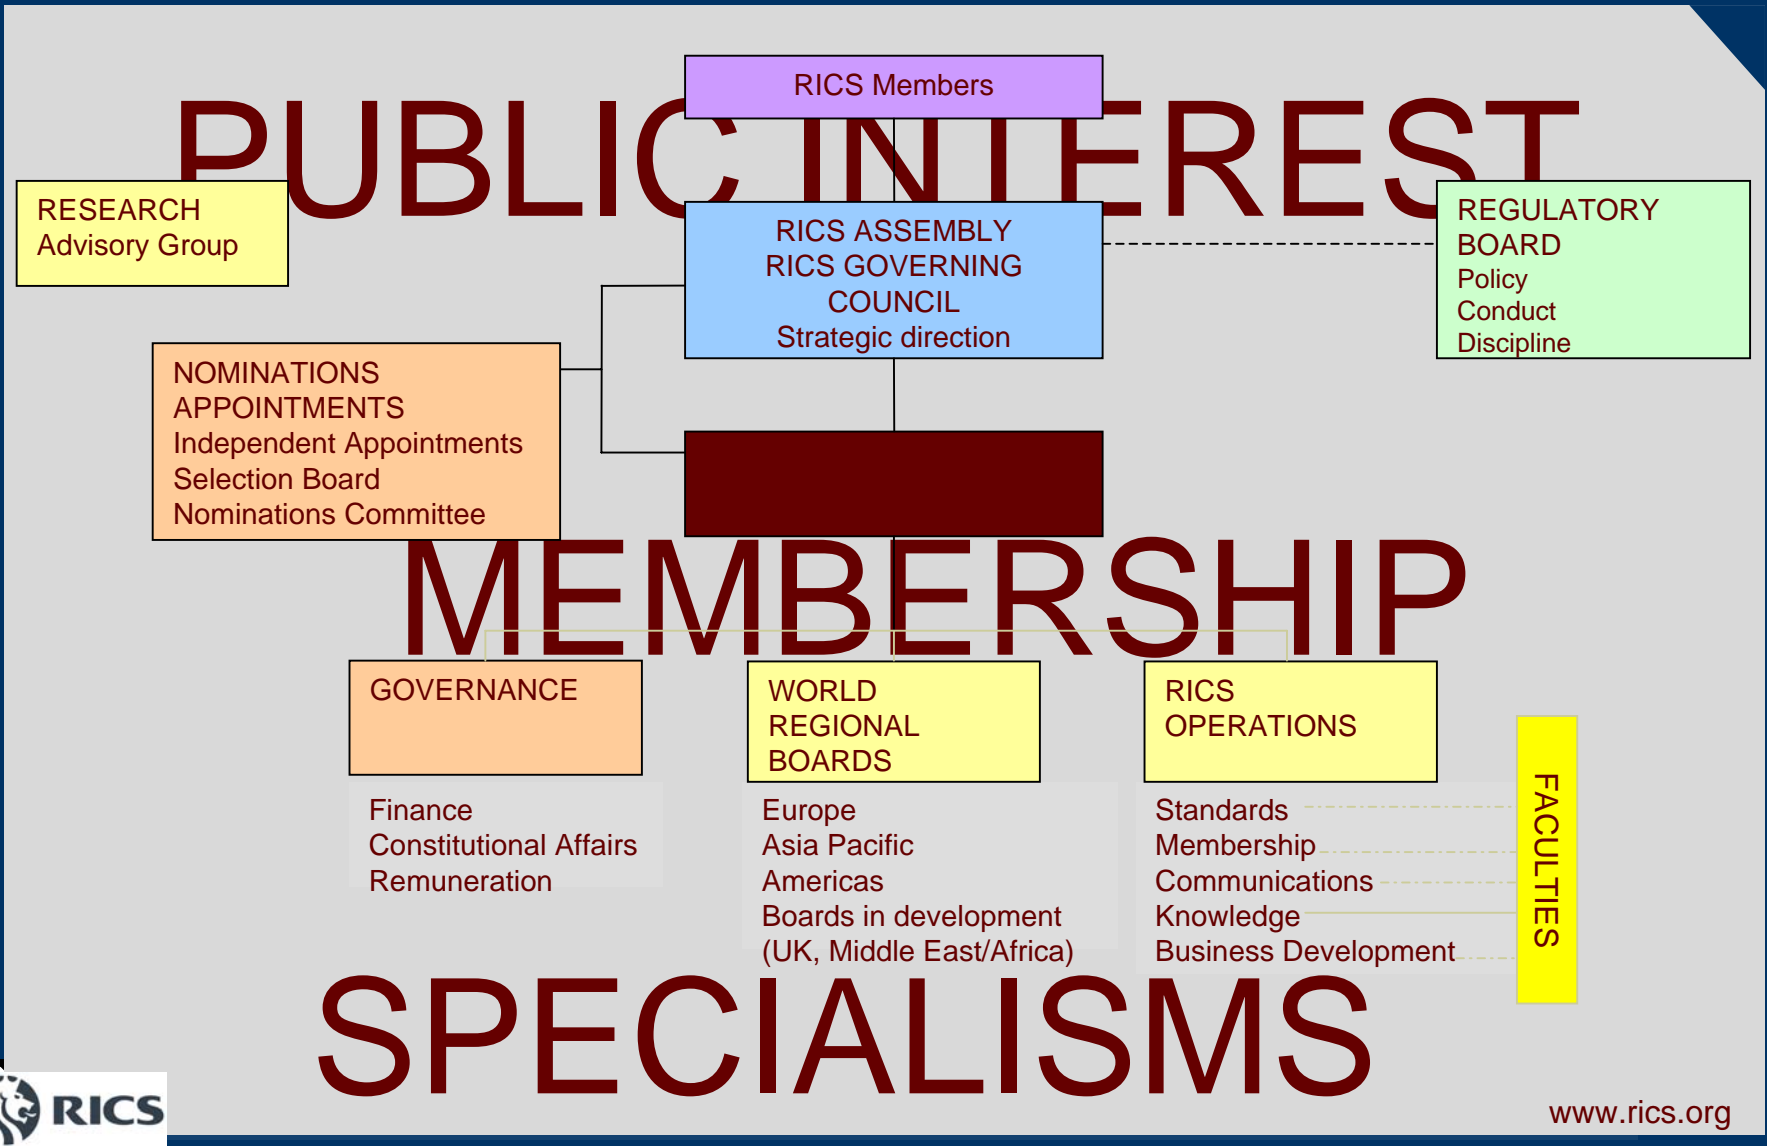 RICS Members
PUBLIC INTEREST
RESEARCH
Advisory Group
RICS ASSEMBLY
RICS GOVERNING
COUNCIL
Strategic direction
REGULATORY
BOARD
Policy
Conduct
Discipline
NOMINATIONS
APPOINTMENTS
Independent Appointments
Selection Board
Nominations Committee
MEMBERSHIP
GOVERNANCE
Finance
Constitutional Affairs
Remuneration
WORLD
REGIONAL
BOARDS
Europe
Asia Pacific
Americas
Boards in development
(UK, Middle East/Africa)
RICS
OPERATIONS
Standards
Membership
Communications
Knowledge
Business Development
FACULTIES
SPECIALISMS
RICS
www.rics.org